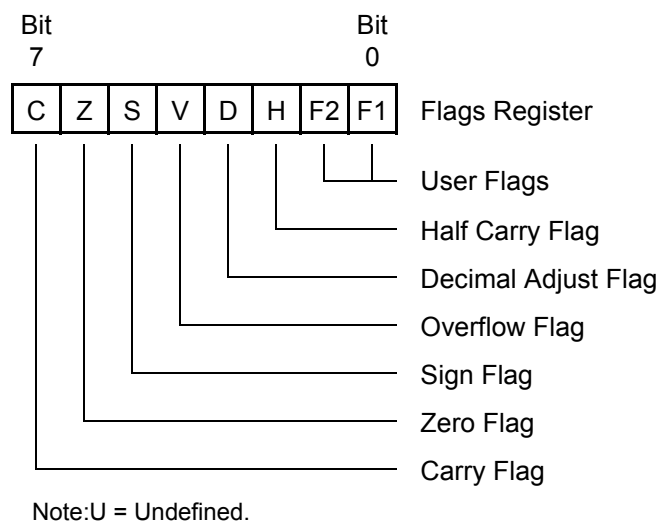 Bit Bit
7 0
C Z S V D H F2 F1 Flags Register
User Flags
Half Carry Flag
Decimal Adjust Flag
Overflow Flag
Sign Flag
Zero Flag
Carry Flag
Note:U = Undefined.